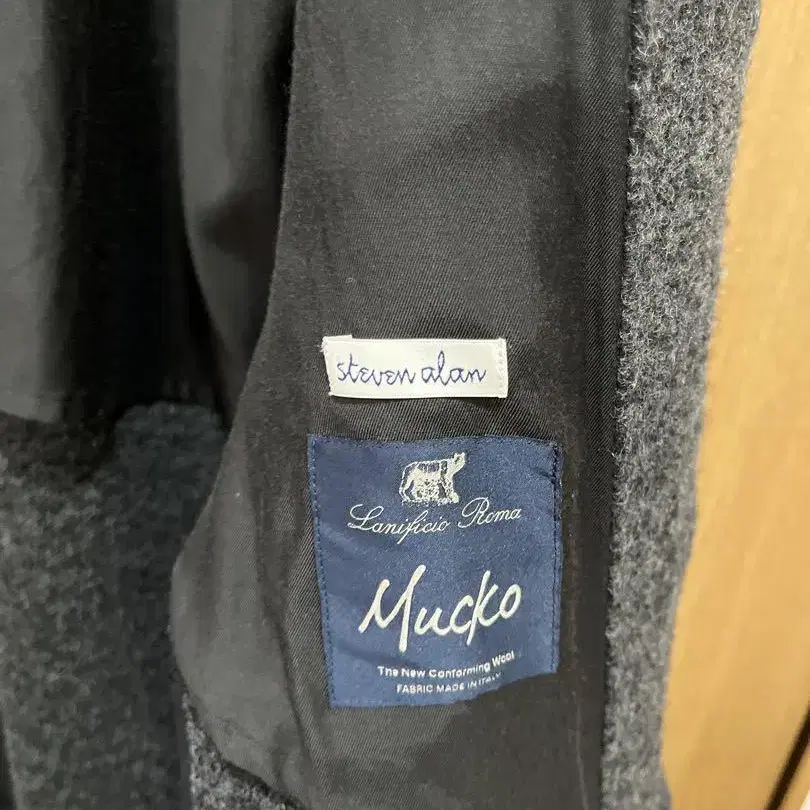 steven alan
Lanificio Roma
Mucko
The New Conforming Wool
FABRIC MADE IN ITALY